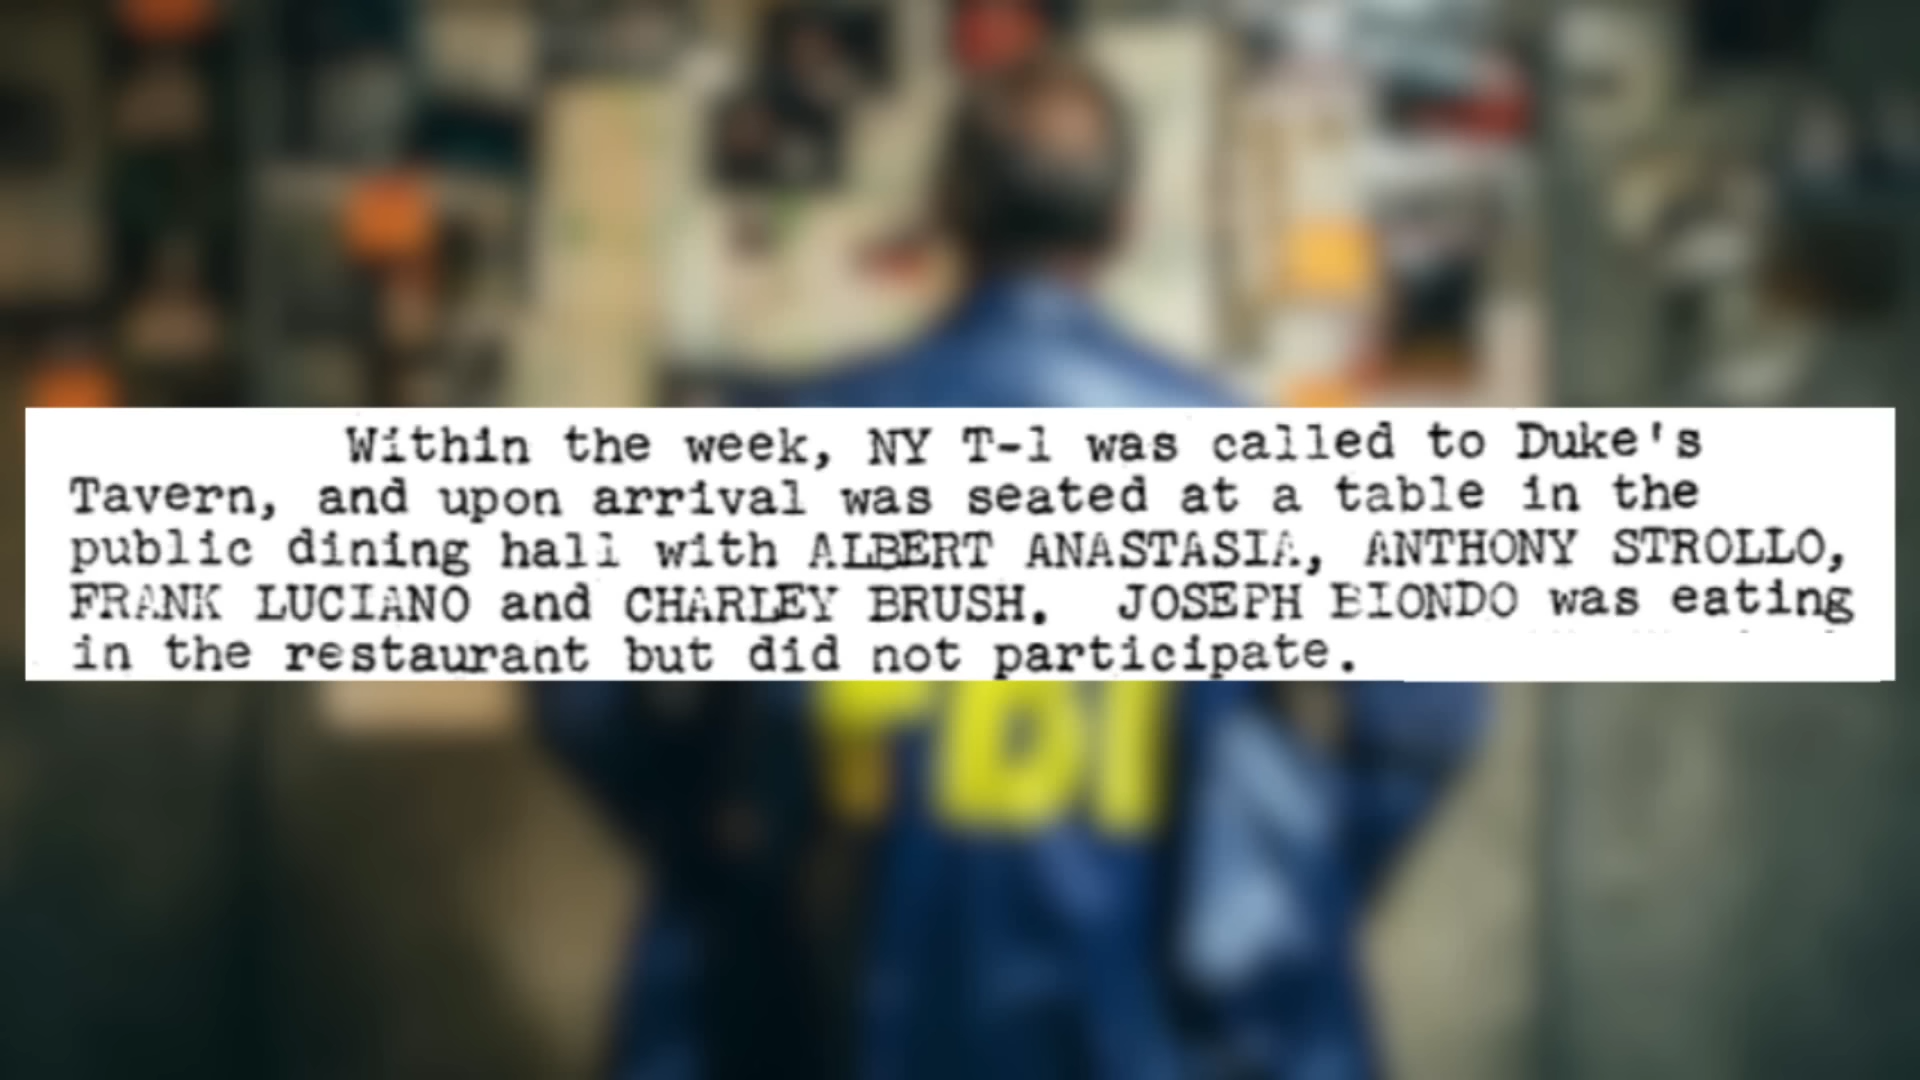 Within the week, NY T-1 was called to Duke's
Tavern, and upon arrival was seated at a table in the
public dining hall with ALBERT ANASTASIA, ANTHONY STROLLO,
FRANK LUCIANO and CHARLEY BRUSH. JOSEPH BIONDO was eating
in the restaurant but did not participate.
FBI